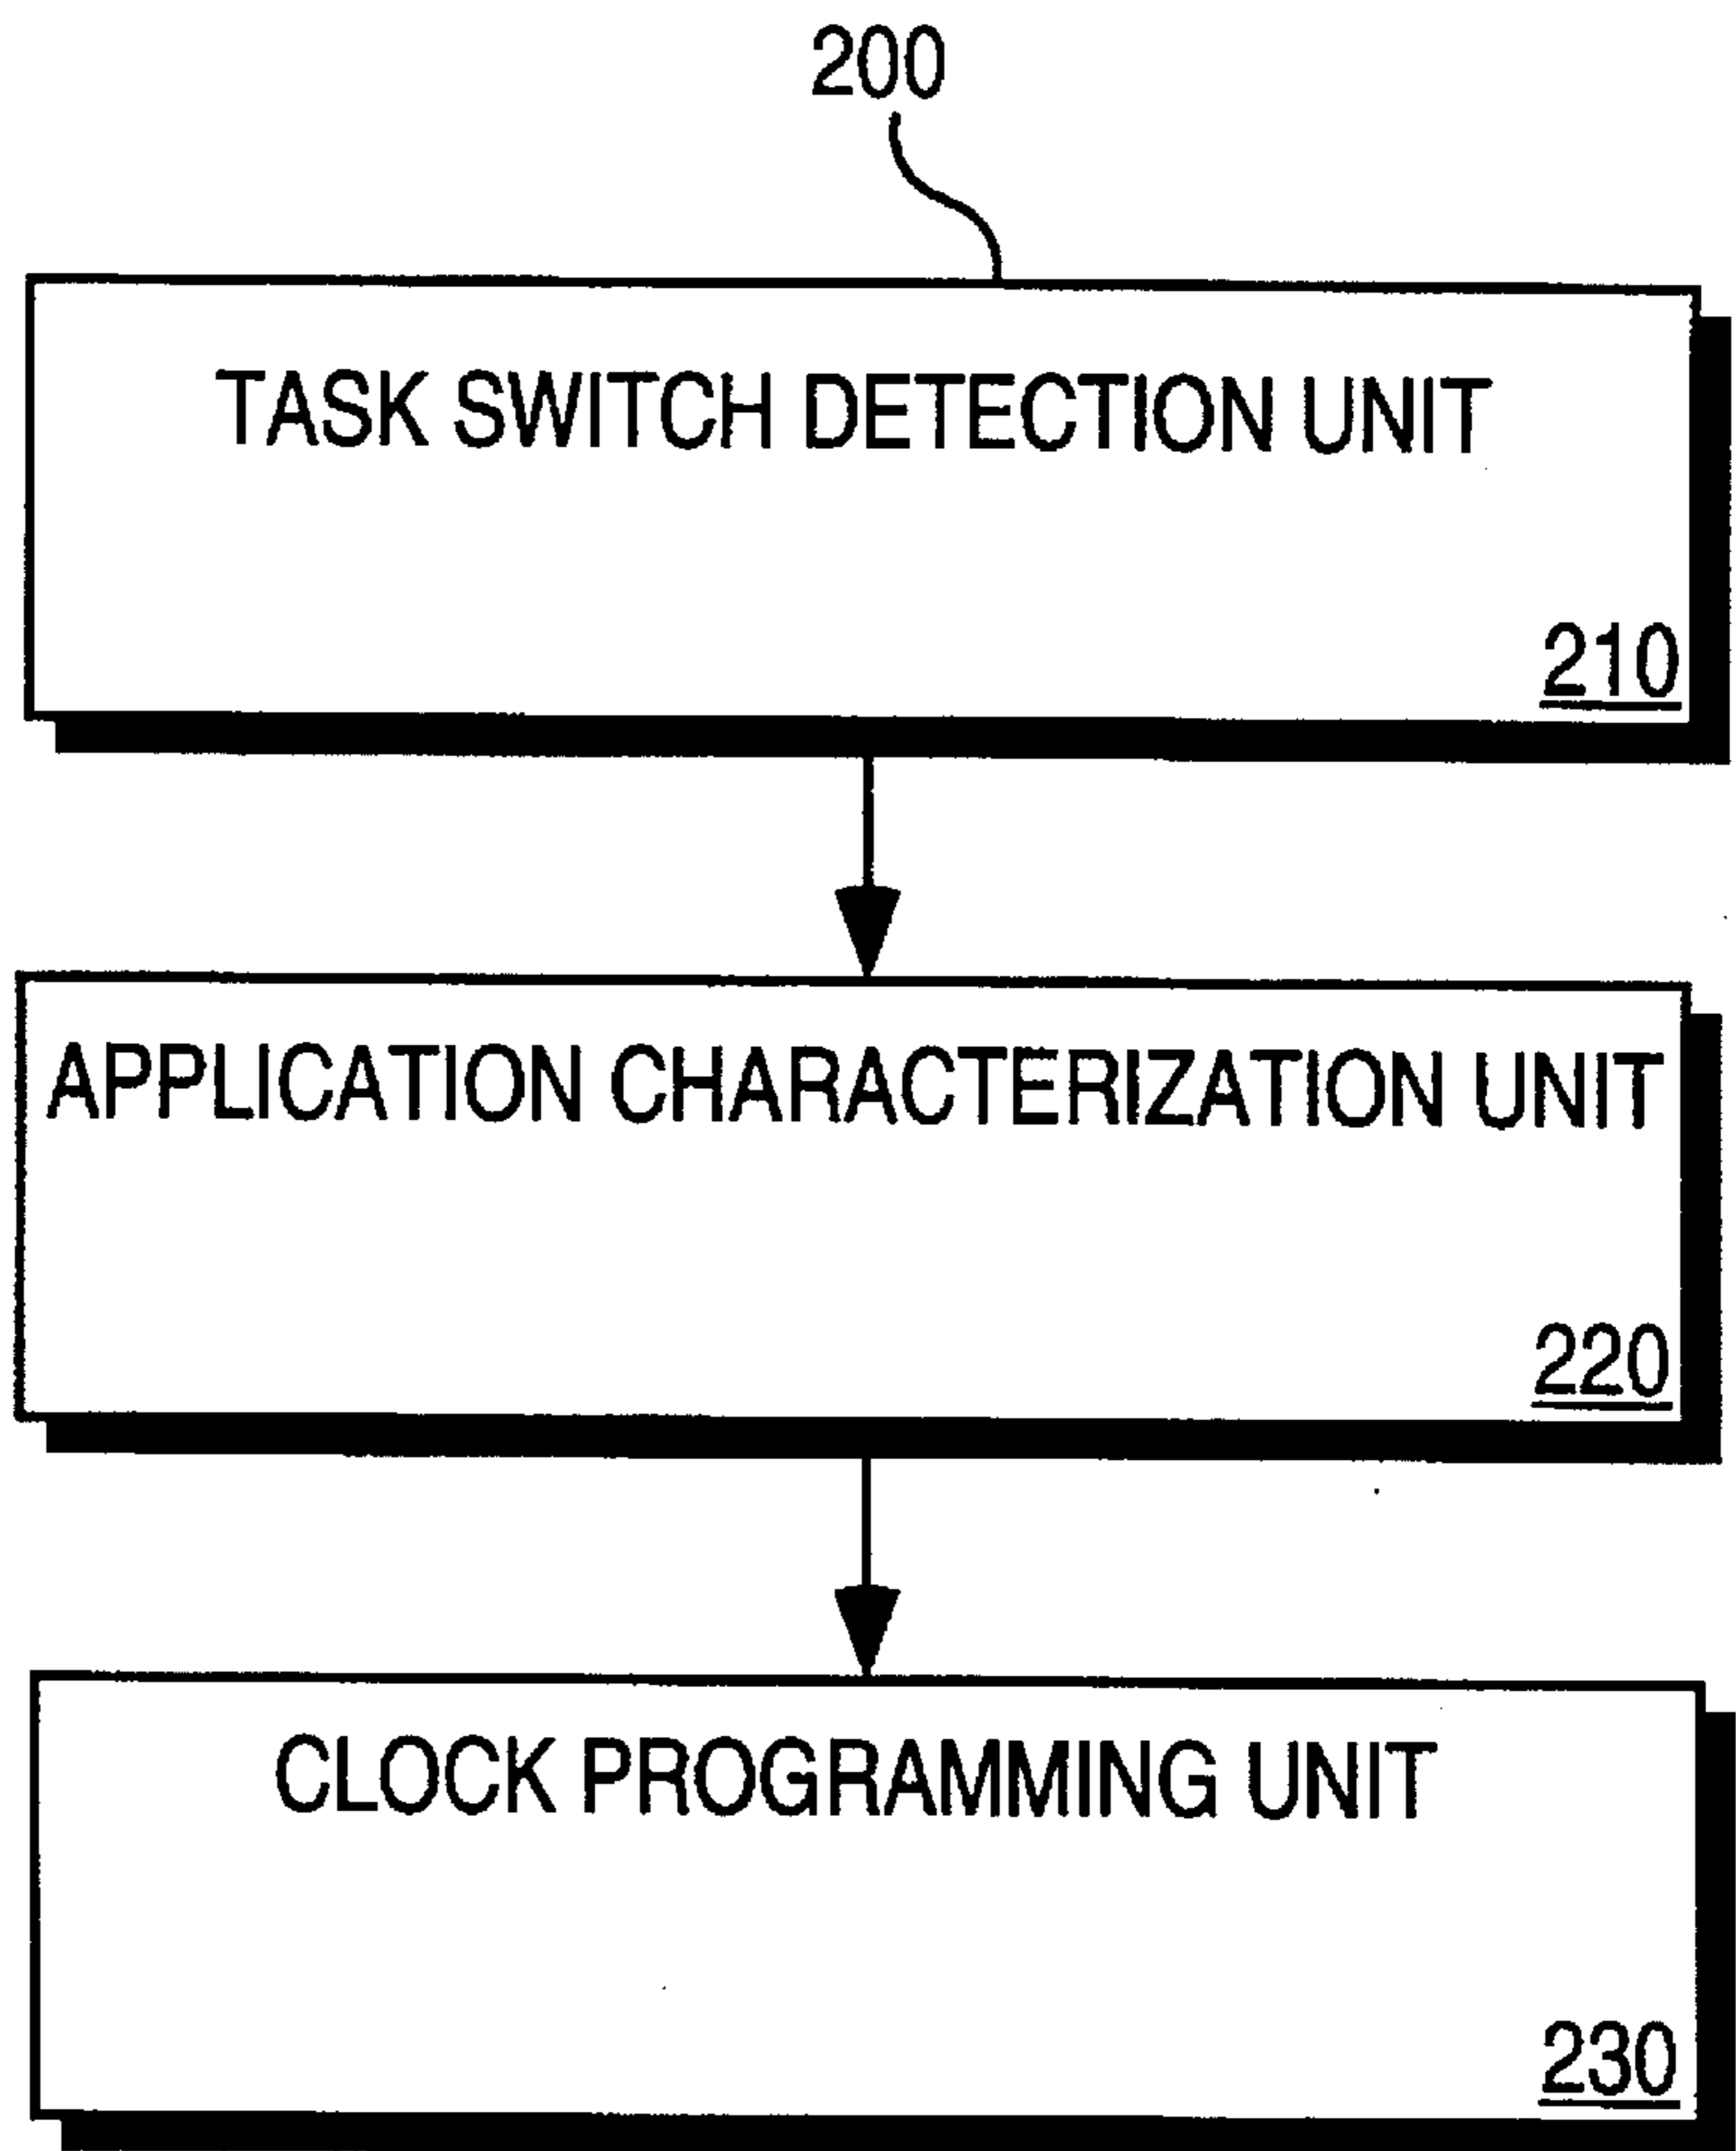 200
TASK SWITCH DETECTION UNIT
210
APPLICATION CHARACTERIZATION UNIT
220
CLOCK PROGRAMMING UNIT
230